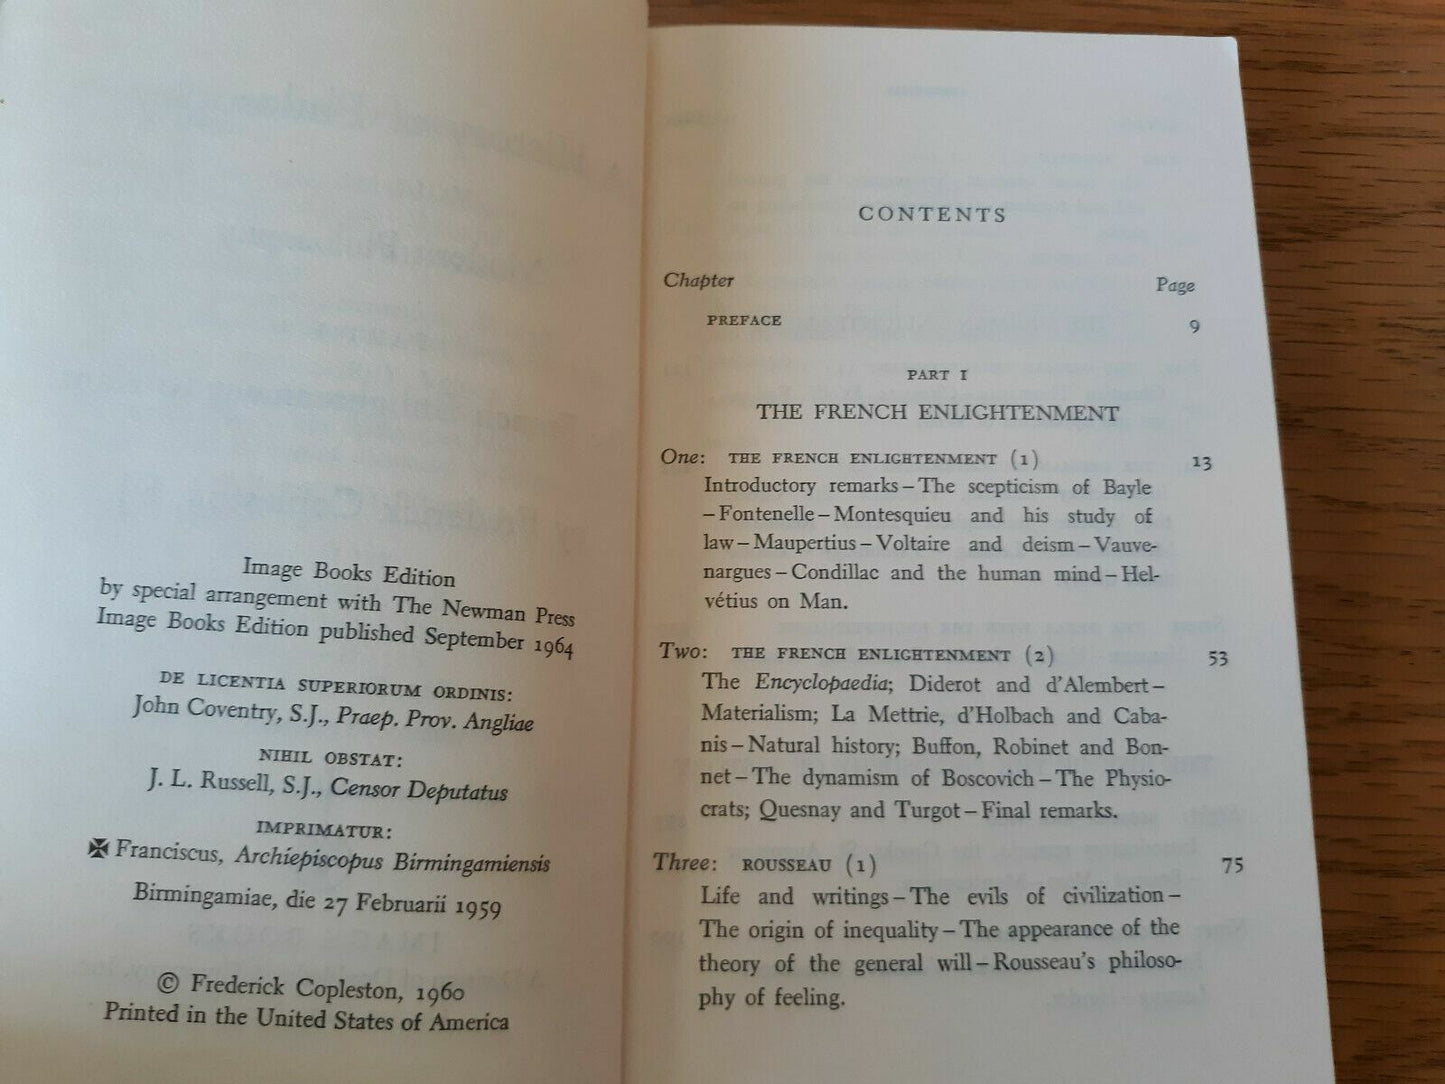 Image Books Edition
by special arrangement with The Newman Press
Image Books Edition published September 1964
DE LICENTIA SUPERIORUM ORDINIS:
John Coventry, S.J., Praep. Prov. Angliae
NIHIL OBSTAT:
J. L. Russell, S.J., Censor Deputatus
IMPRIMATUR:
✠ Franciscus, Archiepiscopus Birmingamiensis
Birmingamiae, die 27 Februarii 1959
© Frederick Copleston, 1960
Printed in the United States of America
CONTENTS
Chapter Page
PREFACE 9
PART I
THE FRENCH ENLIGHTENMENT
One: THE FRENCH ENLIGHTENMENT (1) 13
Introductory remarks – The scepticism of Bayle
– Fontenelle – Montesquieu and his study of
law – Maupertius – Voltaire and deism – Vauve-
nargues – Condillac and the human mind – Hel-
vétius on Man.
Two: THE FRENCH ENLIGHTENMENT (2) 53
The Encyclopaedia; Diderot and d'Alembert –
Materialism; La Mettrie, d'Holbach and Caba-
nis – Natural history; Buffon, Robinet and Bon-
net – The dynamism of Boscovich – The Physio-
crats; Quesnay and Turgot – Final remarks.
Three: ROUSSEAU (1) 75
Life and writings – The evils of civilization –
The origin of inequality – The appearance of the
theory of the general will – Rousseau's philoso-
phy of feeling.